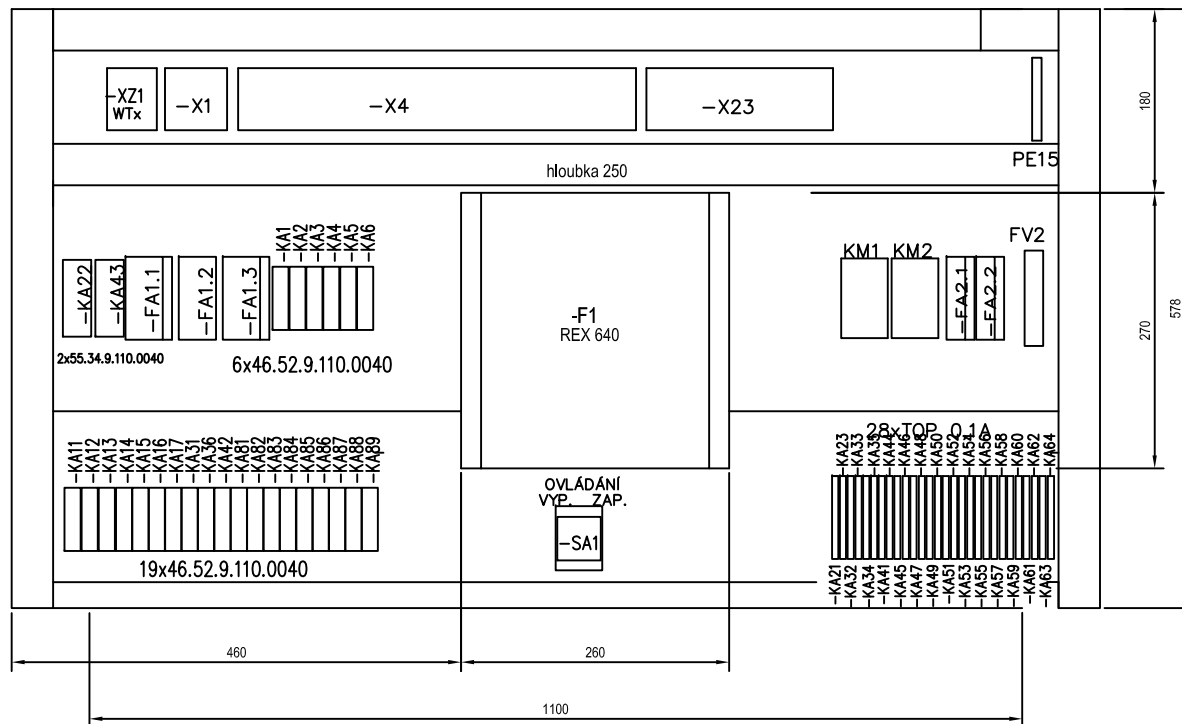 -XZ1
WTx
-X1
-X4
-X23
PE15
180
hloubka 250
-KA22
-KA43
-FA1.1
-FA1.2
-FA1.3
-KA1
-KA2
-KA3
-KA4
-KA5
-KA6
2x55.34.9.110.0040
6x46.52.9.110.0040
-F1
REX 640
KM1
KM2
-FA2.1
-FA2.2
FV2
270
578
-KA11
-KA12
-KA13
-KA14
-KA15
-KA16
-KA17
-KA31
-KA36
-KA42
-KA81
-KA82
-KA83
-KA84
-KA85
-KA86
-KA87
-KA88
-KA89
19x46.52.9.110.0040
OVLÁDÁNÍ
VYP. ZAP.
-SA1
28xTOP 0,1A
-KA23
-KA33
-KA35
-KA44
-KA46
-KA48
-KA50
-KA52
-KA54
-KA56
-KA58
-KA60
-KA62
-KA64
-KA21
-KA32
-KA34
-KA41
-KA45
-KA47
-KA49
-KA51
-KA53
-KA55
-KA57
-KA59
-KA61
-KA63
460
260
1100